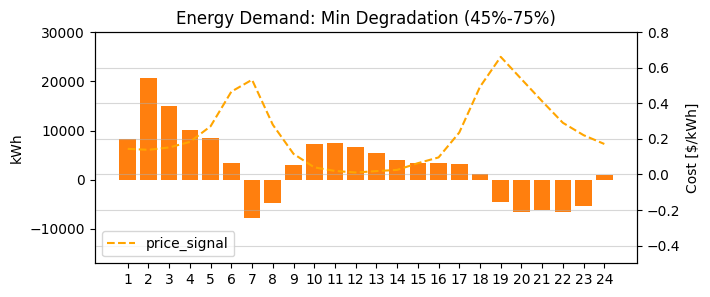 Energy Demand: Min Degradation (45%-75%)
30000
20000
10000
0
−10000
kWh
0.8
0.6
0.4
0.2
0.0
−0.2
−0.4
Cost [$/kWh]
price_signal
1 2 3 4 5 6 7 8 9 10 11 12 13 14 15 16 17 18 19 20 21 22 23 24